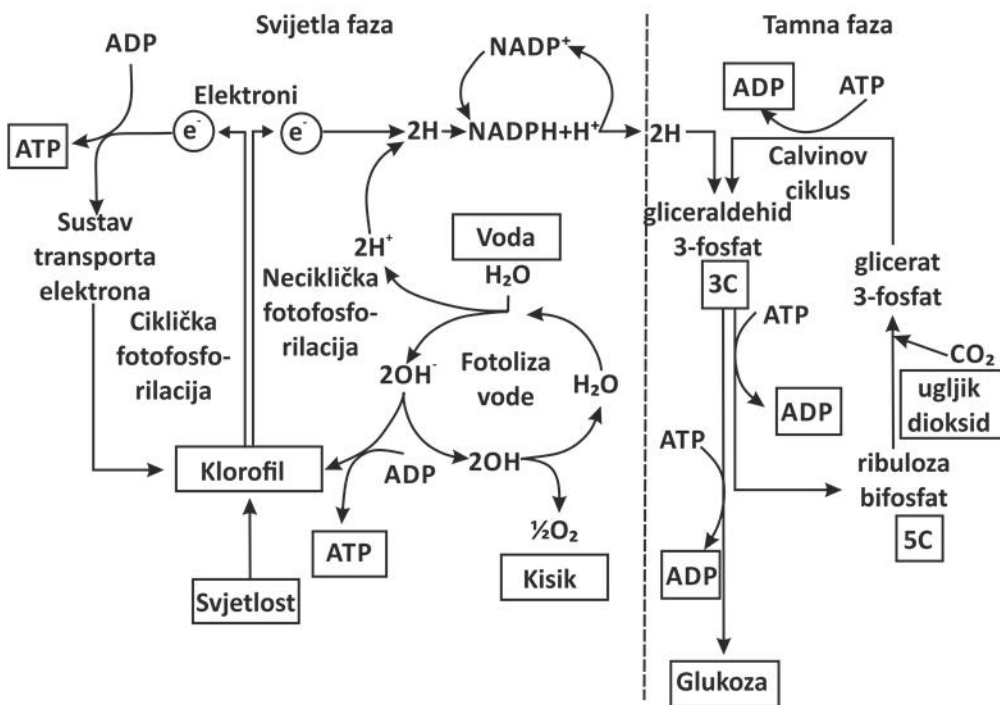 Svijetla faza
Tamna faza
ADP
NADP⁺
ADP
ATP
Elektroni
e⁻
e⁻
ATP
2H
NADPH+H⁺
2H
Calvinov
ciklus
Sustav
transporta
elektrona
gliceraldehid
3-fosfat
3C
2H⁺
Voda
H₂O
glicerat
3-fosfat
Neciklička
fotofosfo-
rilacija
Ciklička
fotofosfo-
rilacija
ATP
CO₂
ugljik
dioksid
Fotoliza
vode
2OH⁻
H₂O
ADP
ATP
Klorofil
ADP
2OH
ribuloza
bifosfat
5C
½O₂
ATP
Kisik
ADP
Svjetlost
Glukoza